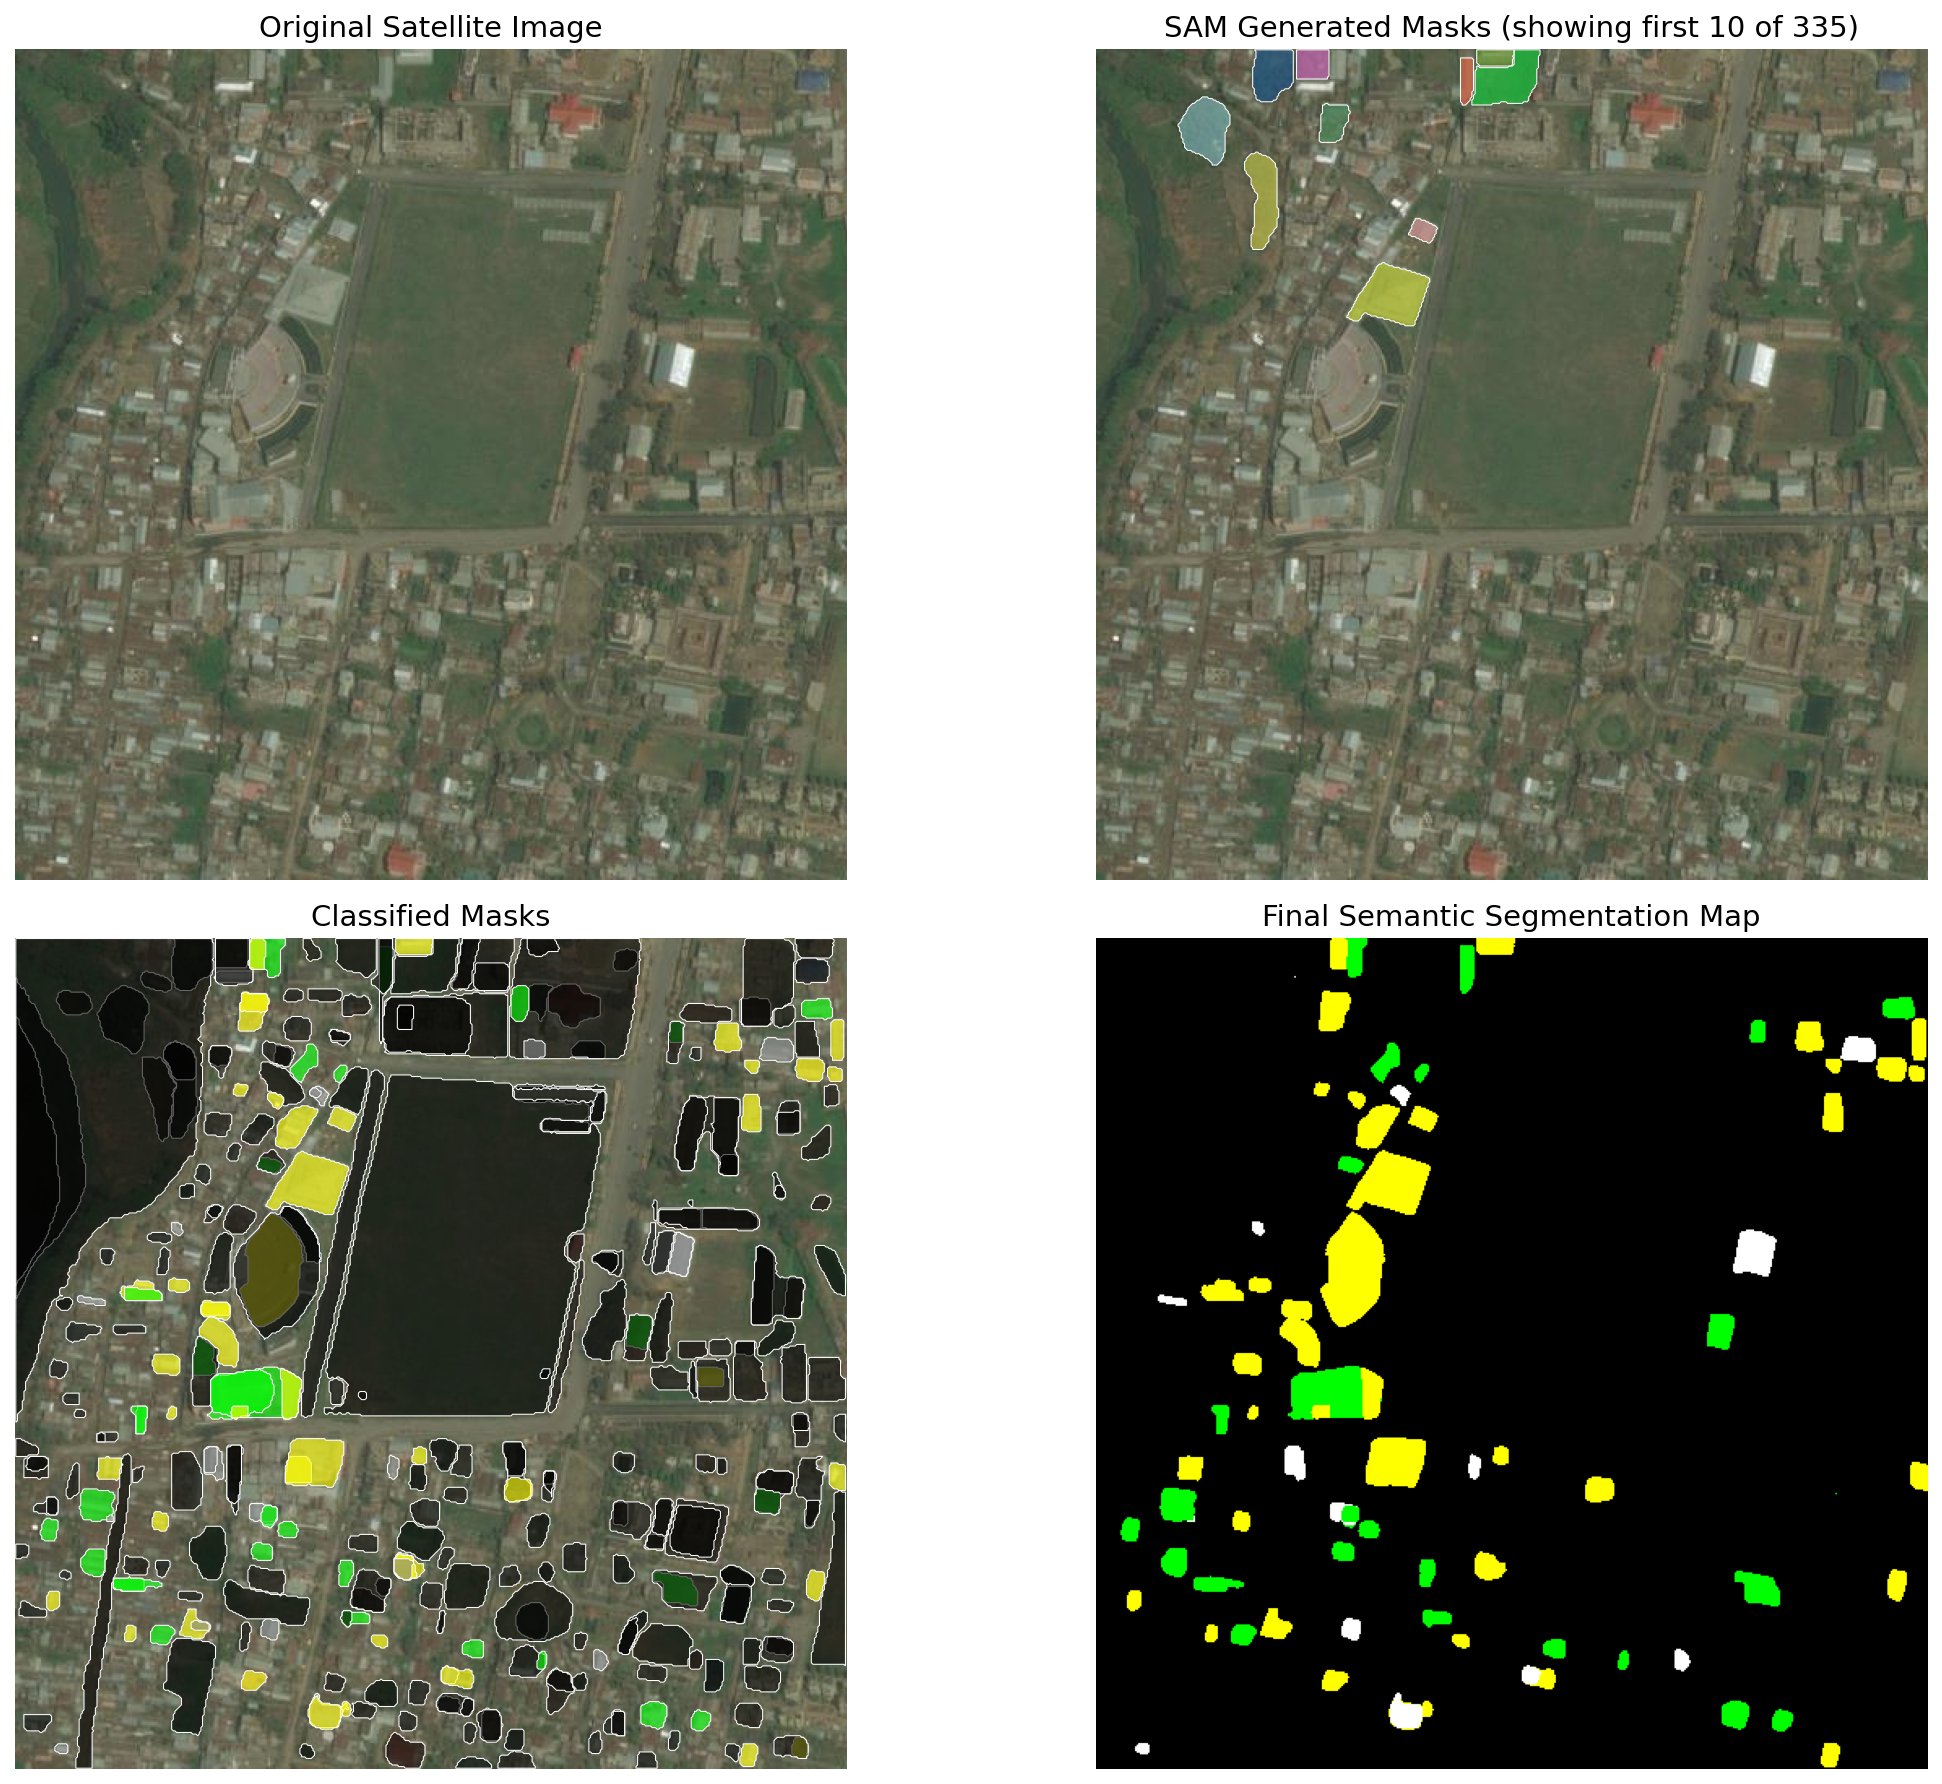 Original Satellite Image
SAM Generated Masks (showing first 10 of 335)
Classified Masks
Final Semantic Segmentation Map